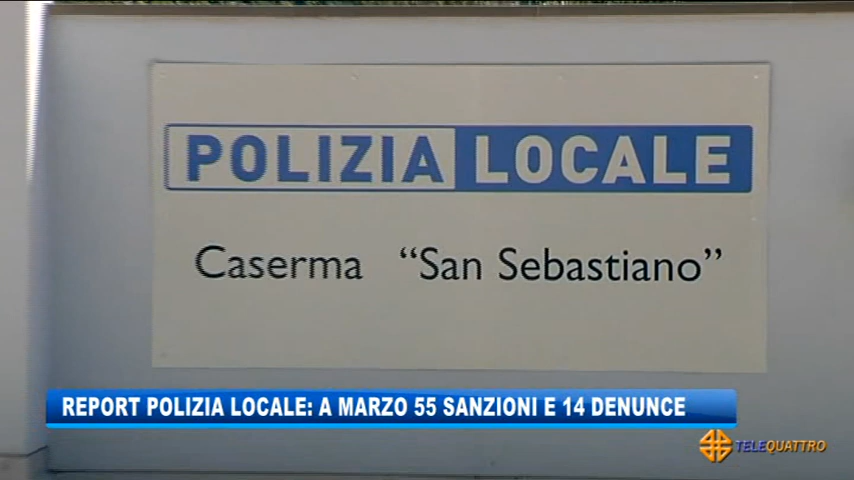 POLIZIA LOCALE
Caserma “San Sebastiano”
REPORT POLIZIA LOCALE: A MARZO 55 SANZIONI E 14 DENUNCE
TELEQUATTRO